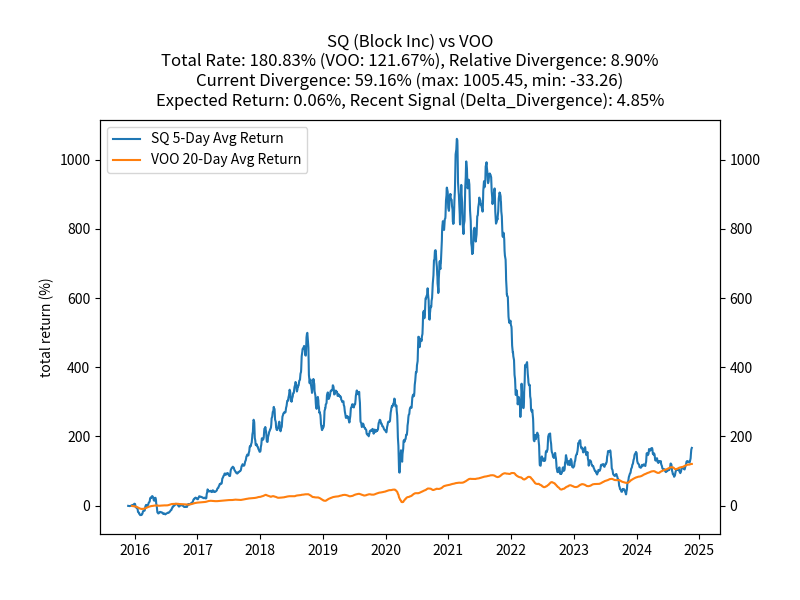 SQ (Block Inc) vs VOO
Total Rate: 180.83% (VOO: 121.67%), Relative Divergence: 8.90%
Current Divergence: 59.16% (max: 1005.45, min: -33.26)
Expected Return: 0.06%, Recent Signal (Delta_Divergence): 4.85%
SQ 5-Day Avg Return
VOO 20-Day Avg Return
total return (%)
1000
800
600
400
200
0
1000
800
600
400
200
0
2016 2017 2018 2019 2020 2021 2022 2023 2024 2025